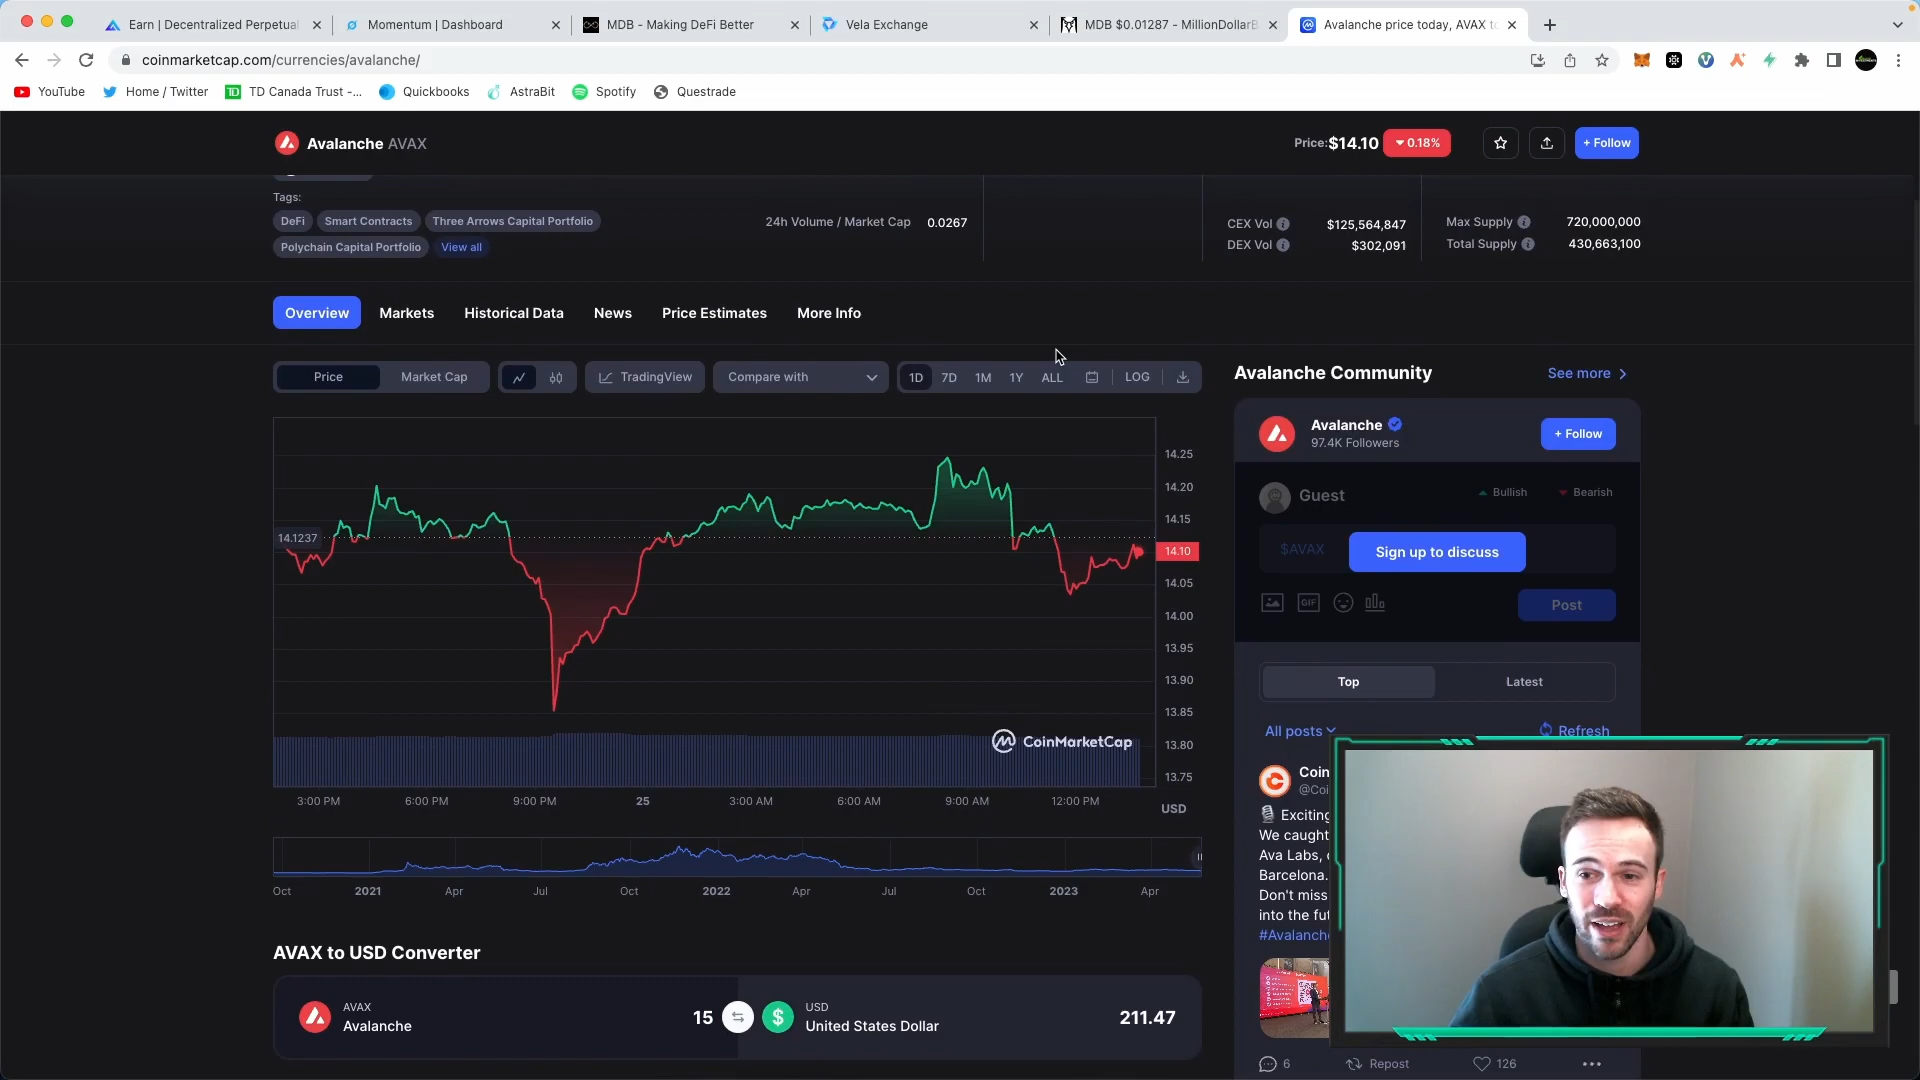 Earn | Decentralized Perpetual
Momentum | Dashboard
MDB - Making DeFi Better
Vela Exchange
MDB $0.01287 - MillionDollarB
Avalanche price today, AVAX to
coinmarketcap.com/currencies/avalanche/
YouTube
Home / Twitter
TD Canada Trust -...
Quickbooks
AstraBit
Spotify
Questrade
Avalanche AVAX
Price:$14.10
0.18%
+ Follow
Tags:
DeFi
Smart Contracts
Three Arrows Capital Portfolio
Polychain Capital Portfolio
View all
24h Volume / Market Cap 0.0267
CEX Vol $125,564,847
DEX Vol $302,091
Max Supply 720,000,000
Total Supply 430,663,100
Overview
Markets
Historical Data
News
Price Estimates
More Info
Price
Market Cap
TradingView
Compare with
1D
7D
1M
1Y
ALL
LOG
14.25
14.20
14.15
14.1237
14.10
14.05
14.00
13.95
13.90
13.85
13.80
13.75
CoinMarketCap
3:00 PM
6:00 PM
9:00 PM
25
3:00 AM
6:00 AM
9:00 AM
12:00 PM
USD
Oct
2021
Apr
Jul
Oct
2022
Apr
Jul
Oct
2023
Apr
AVAX to USD Converter
AVAX
Avalanche
15
USD
United States Dollar
211.47
Avalanche Community
See more
Avalanche
97.4K Followers
+ Follow
Guest
Bullish
Bearish
$AVAX
Sign up to discuss
GIF
Post
Top
Latest
All posts
Refresh
Coin
@Coi
Exciting
We caught
Ava Labs,
Barcelona.
Don't miss
into the fut
#Avalanche
6
Repost
126